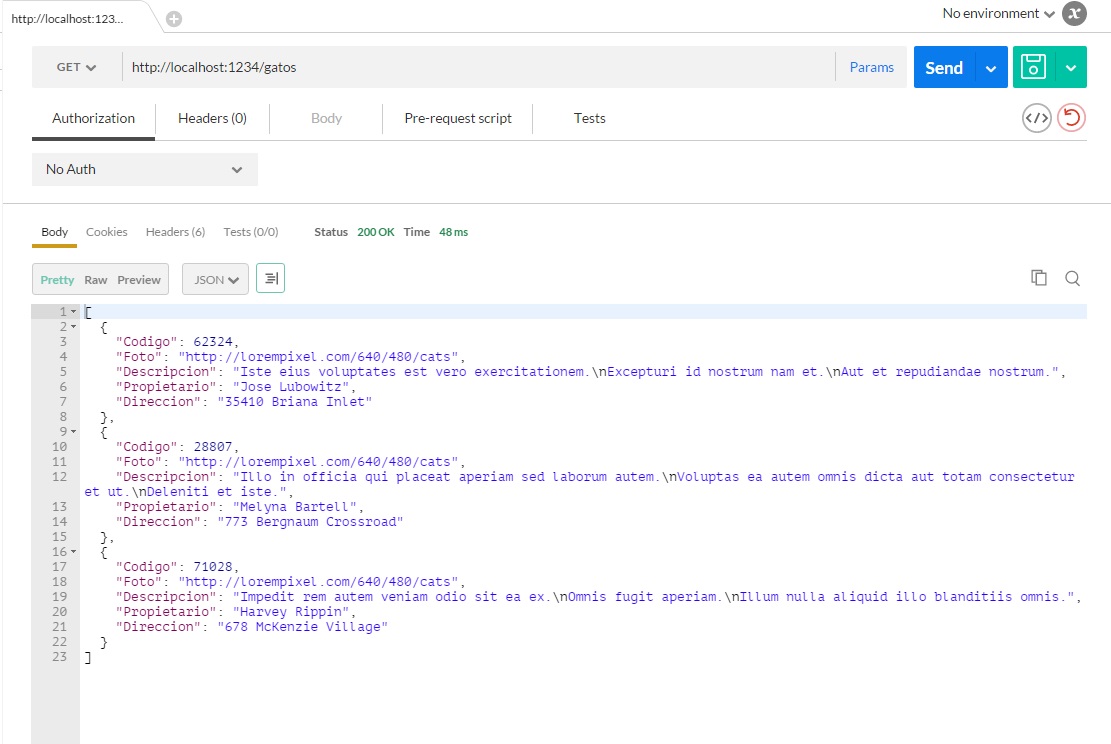 http://localhost:123...
No environment
GET http://localhost:1234/gatos Params Send
Authorization Headers (0) Body Pre-request script Tests
No Auth
Body Cookies Headers (6) Tests (0/0) Status 200 OK Time 48 ms
Pretty Raw Preview JSON
1 [
2 {
3 "Codigo": 62324,
4 "Foto": "http://lorempixel.com/640/480/cats",
5 "Descripcion": "Iste eius voluptates est vero exercitationem.\nExcepturi id nostrum nam et.\nAut et repudiandae nostrum.",
6 "Propietario": "Jose Lubowitz",
7 "Direccion": "35410 Briana Inlet"
8 },
9 {
10 "Codigo": 28807,
11 "Foto": "http://lorempixel.com/640/480/cats",
12 "Descripcion": "Illo in officia qui placeat aperiam sed laborum autem.\nVoluptas ea autem omnis dicta aut totam consectetur
et ut.\nDeleniti et iste.",
13 "Propietario": "Melyna Bartell",
14 "Direccion": "773 Bergnaum Crossroad"
15 },
16 {
17 "Codigo": 71028,
18 "Foto": "http://lorempixel.com/640/480/cats",
19 "Descripcion": "Impedit rem autem veniam odio sit ea ex.\nOmnis fugit aperiam.\nIllum nulla aliquid illo blanditiis omnis.",
20 "Propietario": "Harvey Rippin",
21 "Direccion": "678 McKenzie Village"
22 }
23 ]